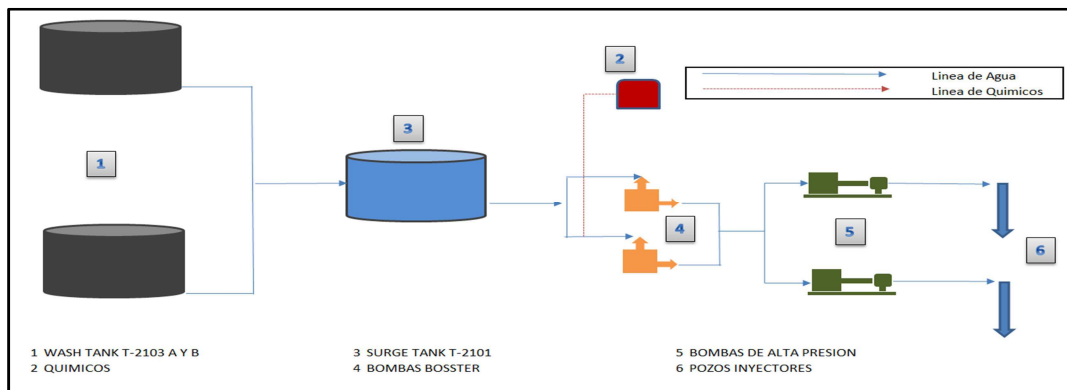 2
Linea de Agua
Linea de Quimicos
3
1
4
5
6
1 WASH TANK T-2103 A Y B
2 QUIMICOS
3 SURGE TANK T-2101
4 BOMBAS BOSSTER
5 BOMBAS DE ALTA PRESION
6 POZOS INYECTORES